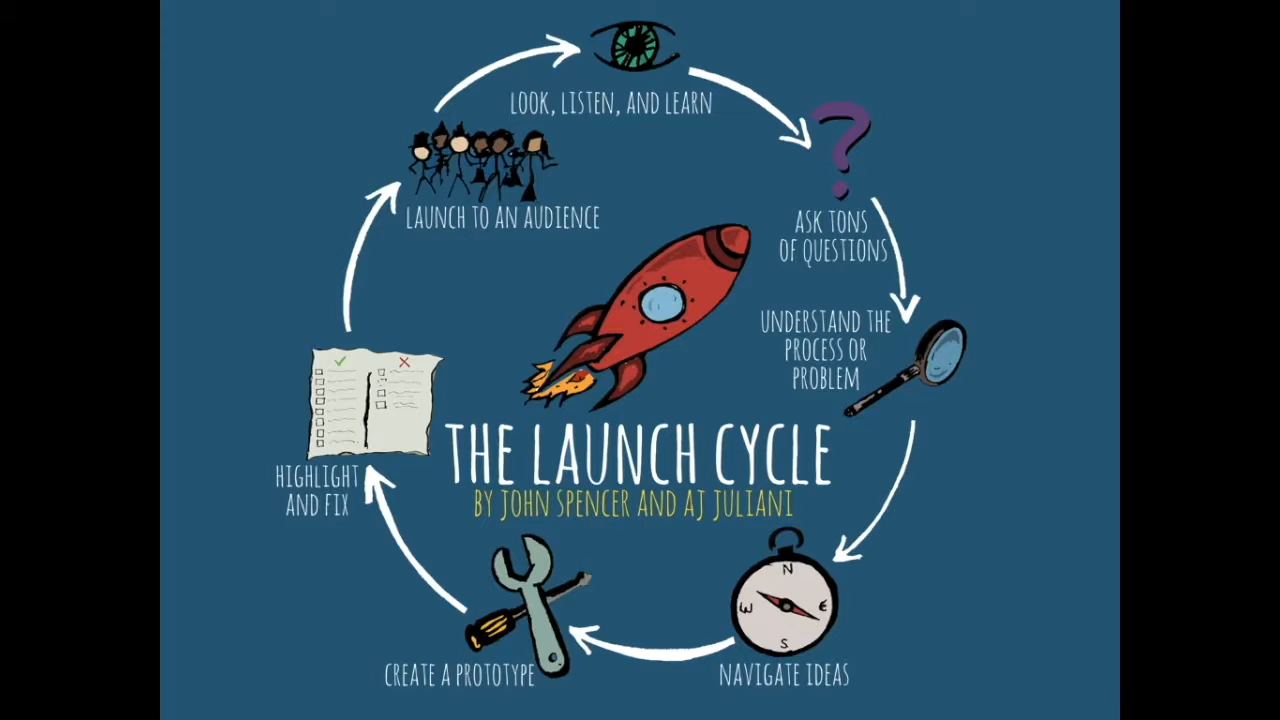 LOOK, LISTEN, AND LEARN
ASK TONS
OF QUESTIONS
UNDERSTAND THE
PROCESS OR
PROBLEM
NAVIGATE IDEAS
N
E
S
W
CREATE A PROTOTYPE
HIGHLIGHT
AND FIX
LAUNCH TO AN AUDIENCE
THE LAUNCH CYCLE
BY JOHN SPENCER AND AJ JULIANI